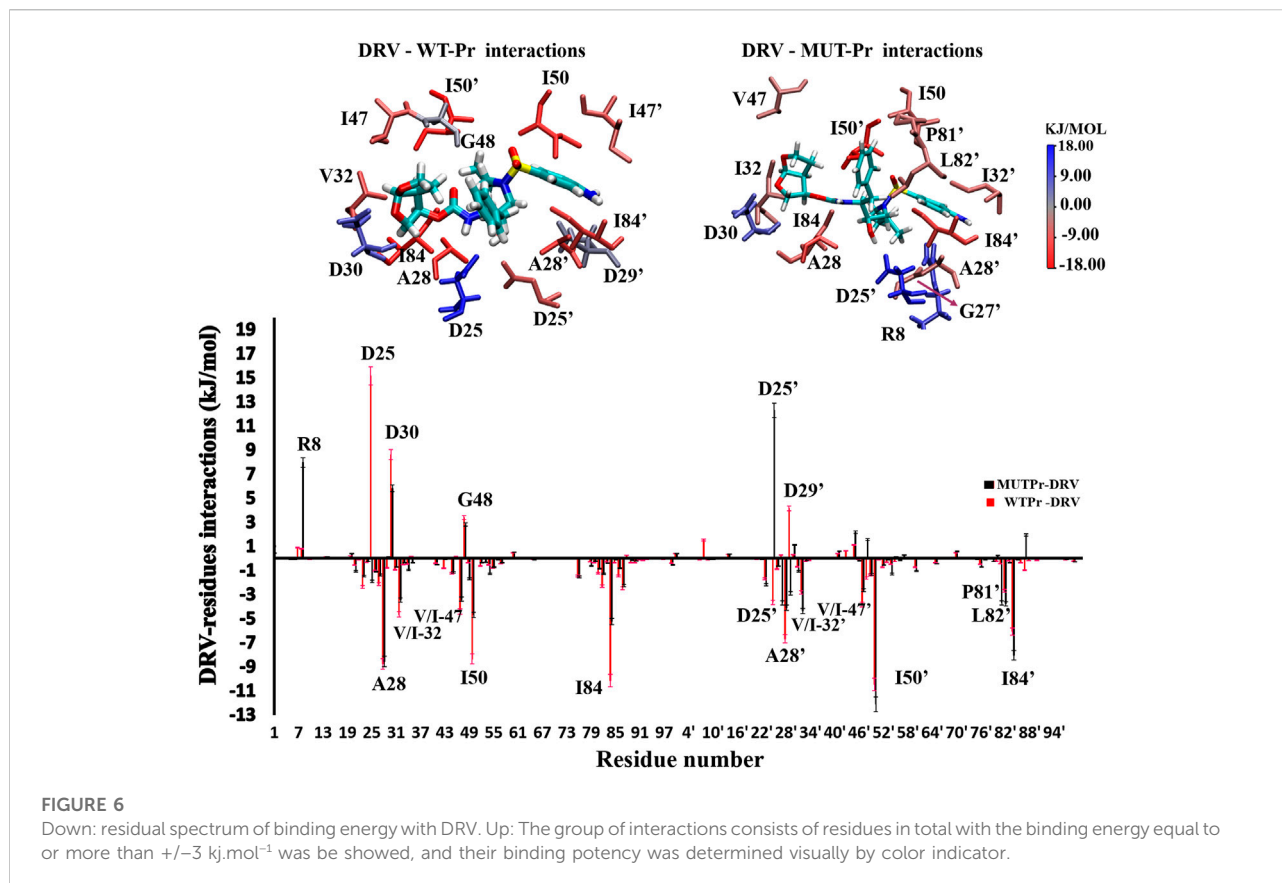 DRV - WT-Pr interactions
DRV - MUT-Pr interactions
I50’
I50
I47
I47’
G48
V32
D30
I84
A28
D25
D25’
A28’
I84’
D29’
V47
I50
I50’
P81’
L82’
I32
I32’
D30
I84
A28
I84’
A28’
D25’
G27’
R8
KJ/MOL
18.00
9.00
0.00
-9.00
-18.00
DRV-residues interactions (kJ/mol)
19
17
15
13
11
9
7
5
3
1
-1
-3
-5
-7
-9
-11
-13
D25
R8
D30
G48
D25’
D29’
MUTPr-DRV
WTPr -DRV
V/I-32
V/I-47
A28
I50
I84
D25’
V/I-32’
V/I-47’
A28’
I50’
P81’
L82’
I84’
1 7 13 19 25 31 37 43 49 55 61 67 73 79 85 91 97 4' 10' 16' 22' 28' 34' 40' 46' 52' 58' 64' 70' 76' 82' 88' 94'
Residue number
FIGURE 6
Down: residual spectrum of binding energy with DRV. Up: The group of interactions consists of residues in total with the binding energy equal to
or more than +/−3 kj.mol⁻¹ was be showed, and their binding potency was determined visually by color indicator.